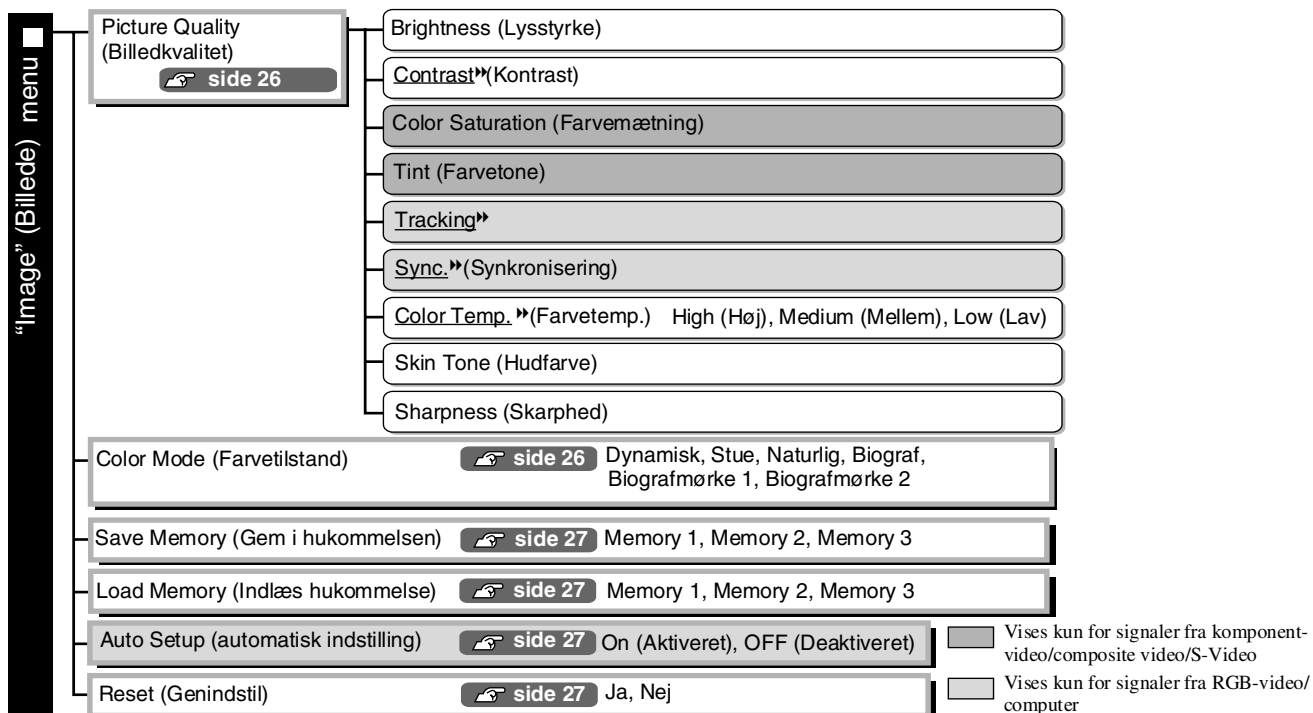 “Image” (Billede) menu
Picture Quality
(Billedkvalitet)
side 26
Brightness (Lysstyrke)
Contrast (Kontrast)
Color Saturation (Farvemætning)
Tint (Farvetone)
Tracking
Sync. (Synkronisering)
Color Temp. (Farvetemp.) High (Høj), Medium (Mellem), Low (Lav)
Skin Tone (Hudfarve)
Sharpness (Skarphed)
Color Mode (Farvetilstand) side 26 Dynamisk, Stue, Naturlig, Biograf,
Biografmørke 1, Biografmørke 2
Save Memory (Gem i hukommelsen) side 27 Memory 1, Memory 2, Memory 3
Load Memory (Indlæs hukommelse) side 27 Memory 1, Memory 2, Memory 3
Auto Setup (automatisk indstilling) side 27 On (Aktiveret), OFF (Deaktiveret)
Reset (Genindstil) side 27 Ja, Nej
Vises kun for signaler fra komponent-
video/composite video/S-Video
Vises kun for signaler fra RGB-video/
computer